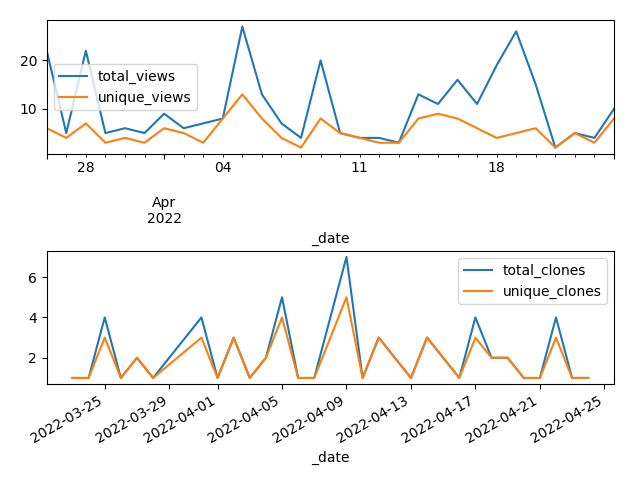 20
10
total_views
unique_views
28
04
11
18
Apr
2022
_date
6
4
2
total_clones
unique_clones
2022-03-25
2022-03-29
2022-04-01
2022-04-05
2022-04-09
2022-04-13
2022-04-17
2022-04-21
2022-04-25
_date